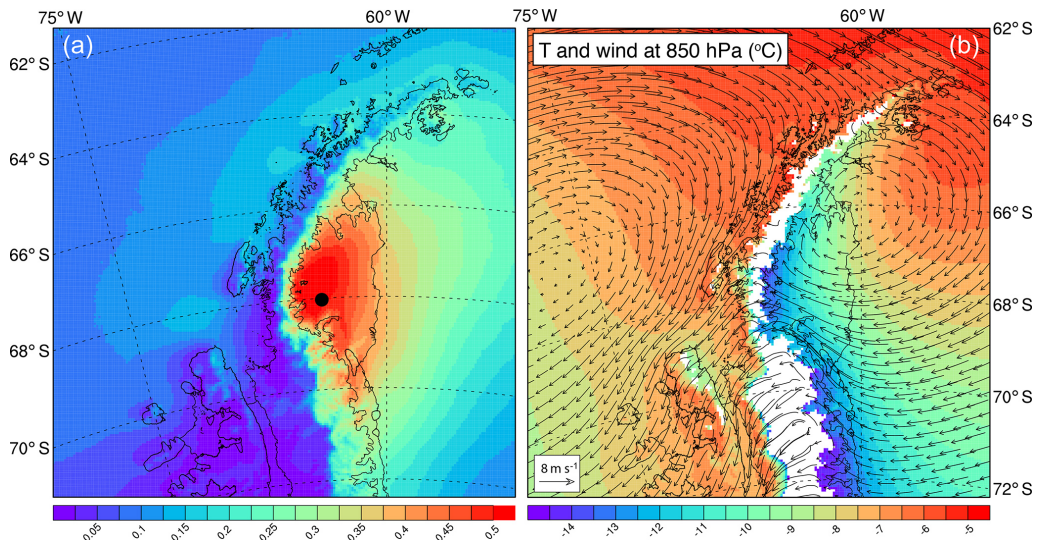 75° W 60° W 60° W
(a) T and wind at 850 hPa (°C) (b)
62° S 62° S
64° S 64° S
66° S 66° S
68° S 68° S
70° S 70° S
8 m s⁻¹ 72° S
0.05 0.1 0.15 0.2 0.25 0.3 0.35 0.4 0.45 0.5
-14 -13 -12 -11 -10 -9 -8 -7 -6 -5
75° W